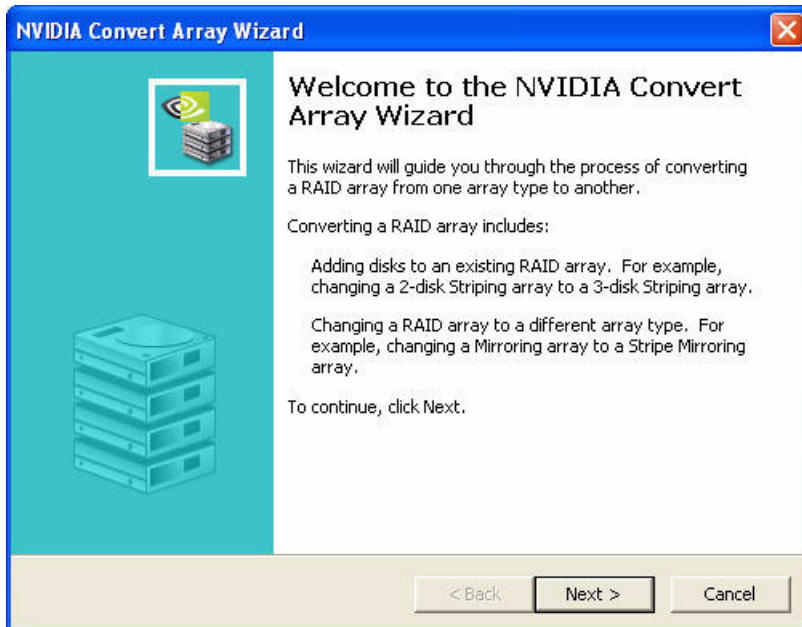 NVIDIA Convert Array Wizard
Welcome to the NVIDIA Convert
Array Wizard
This wizard will guide you through the process of converting
a RAID array from one array type to another.
Converting a RAID array includes:
Adding disks to an existing RAID array. For example,
changing a 2-disk Striping array to a 3-disk Striping array.
Changing a RAID array to a different array type. For
example, changing a Mirroring array to a Stripe Mirroring
array.
To continue, click Next.
< Back
Next >
Cancel